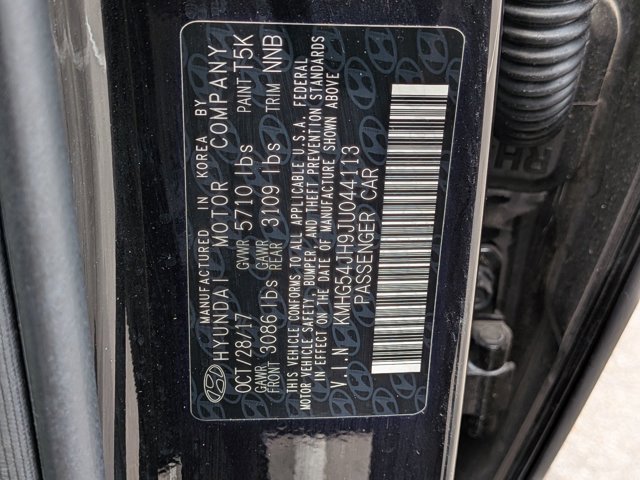 MANUFACTURED IN KOREA BY
HYUNDAI MOTOR COMPANY
OCT/28/17 GVWR 5710 lbs PAINT T5K
GAWR FRONT 3086 lbs GAWR REAR 3109 lbs TRIM NNB
THIS VEHICLE CONFORMS TO ALL APPLICABLE U.S.A. FEDERAL
MOTOR VEHICLE SAFETY, BUMPER, AND THEFT PREVENTION STANDARDS
IN EFFECT ON THE DATE OF MANUFACTURE SHOWN ABOVE
V I N KMHG54JH9JU044113
PASSENGER CAR
RH